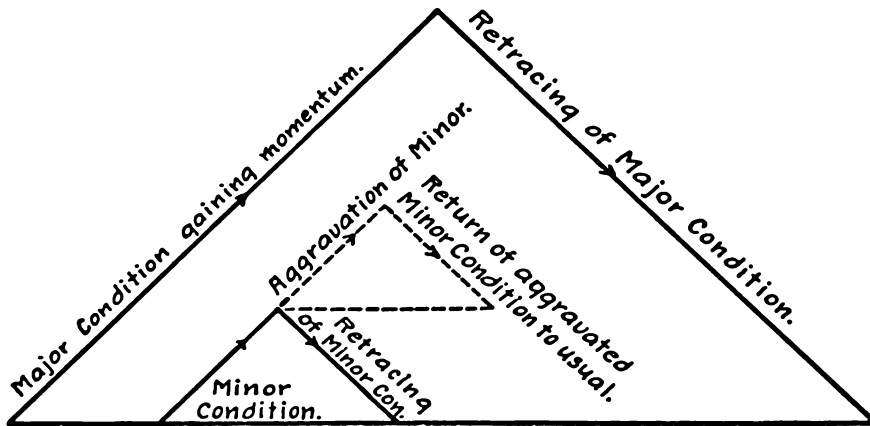 Major Condition gaining momentum.
Retracing of Major Condition.
Aggravation of Minor.
Return of aggravated
Minor Condition to usual.
Retracing
of Minor Con.
Minor
Condition.